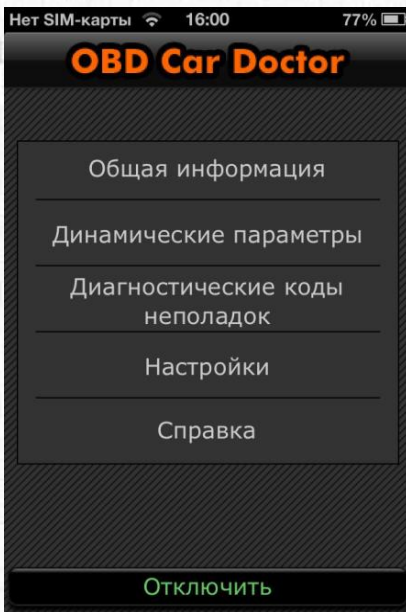 Нет SIM-карты 16:00 77%
OBD Car Doctor
Общая информация
Динамические параметры
Диагностические коды
неполадок
Настройки
Справка
Отключить